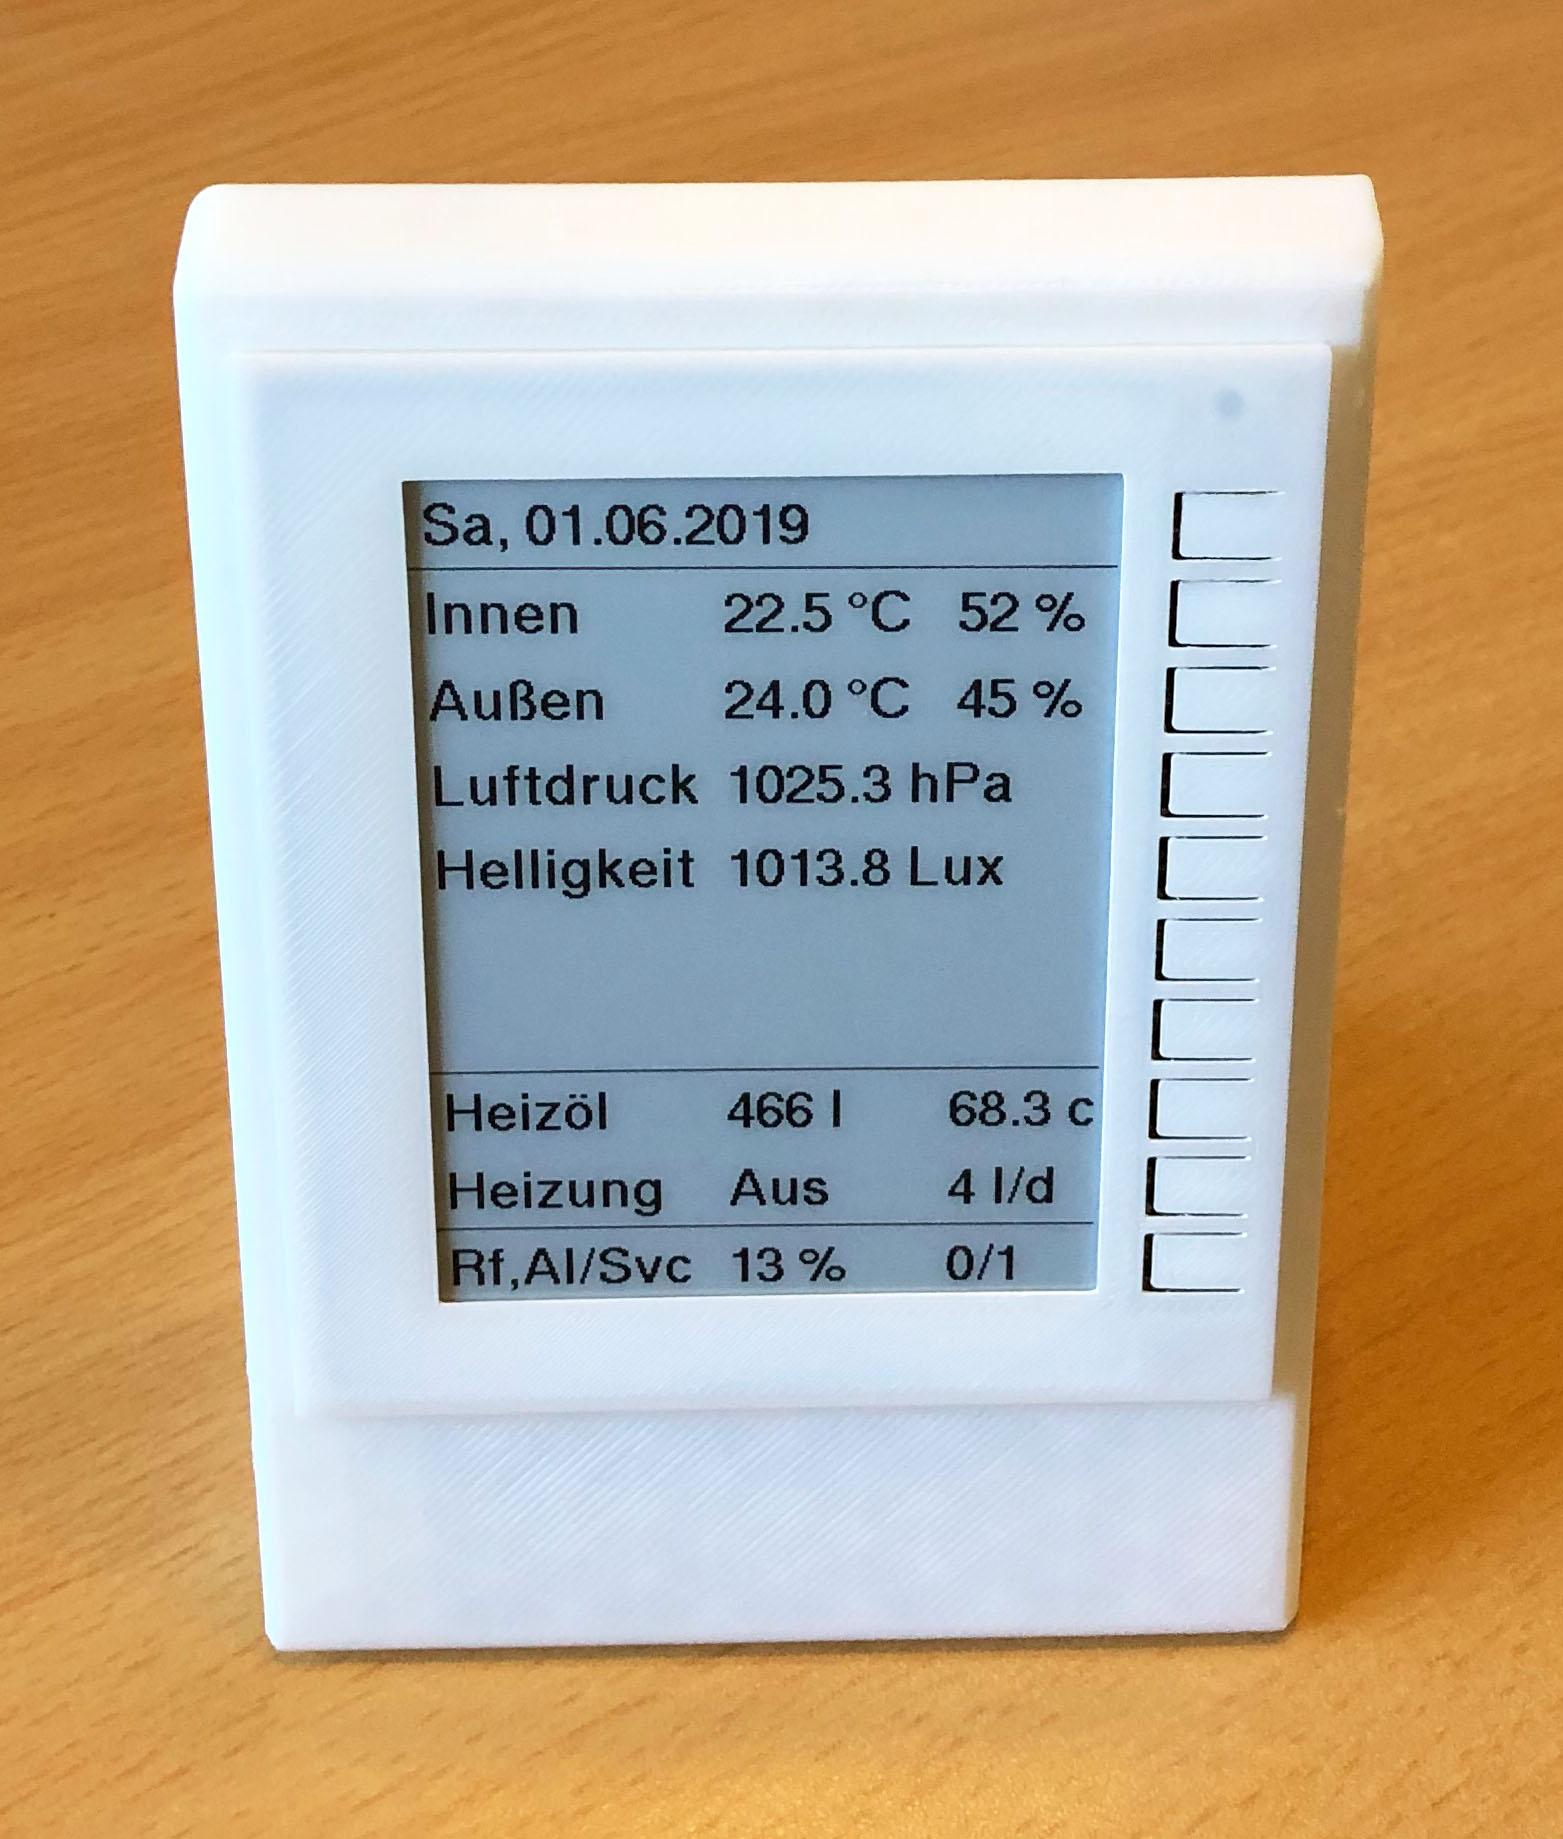 Sa, 01.06.2019
Innen 22.5 °C 52 %
Außen 24.0 °C 45 %
Luftdruck 1025.3 hPa
Helligkeit 1013.8 Lux
Heizöl 466 l 68.3 c
Heizung Aus 4 l/d
Rf,Al/Svc 13 % 0/1